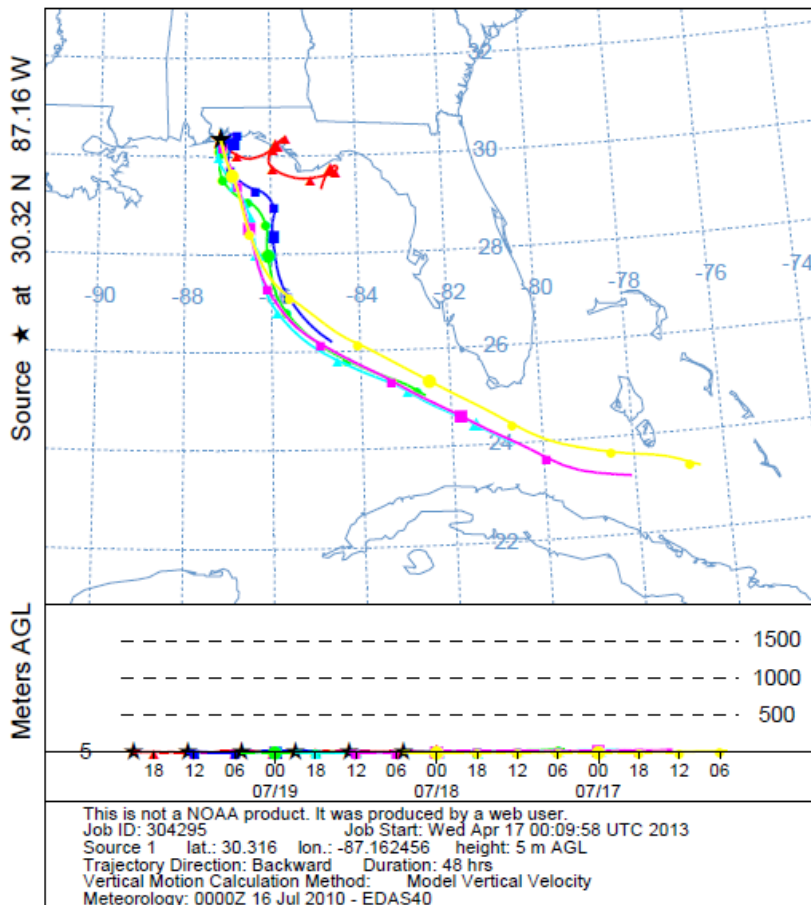 Source ★ at 30.32 N 87.16 W
32
30
28
-74
-76
-78
-80
-82
-84
-86
-88
-90
26
24
22
Meters AGL
1500
1000
500
5
18 12 06 00 18 12 06 00 18 12 06 00 18 12 06
07/19 07/18 07/17
This is not a NOAA product. It was produced by a web user.
Job ID: 304295 Job Start: Wed Apr 17 00:09:58 UTC 2013
Source 1 lat.: 30.316 lon.: -87.162456 height: 5 m AGL
Trajectory Direction: Backward Duration: 48 hrs
Vertical Motion Calculation Method: Model Vertical Velocity
Meteorology: 0000Z 16 Jul 2010 - EDAS40